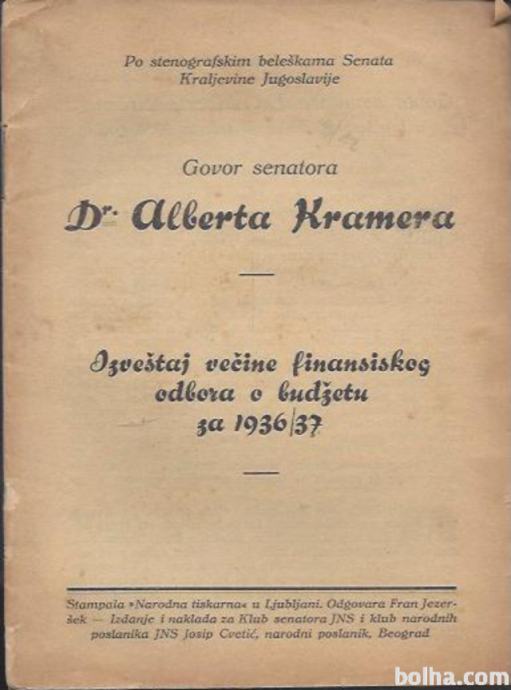 Po stenografskim beleškama Senata
Kraljevine Jugoslavije
Govor senatora
Dr. Alberta Kramera
Izveštaj večine finansiskog
odbora o budžetu
za 1936/37
Stampala »Narodna tiskarna« u Ljubljani. Odgovara Fran Jezer-
šek — Izdanje i naklada za Klub senatora JNS i klub narodnih
poslanika JNS Josip Cvetić, narodni poslanik, Beograd
bolha.com